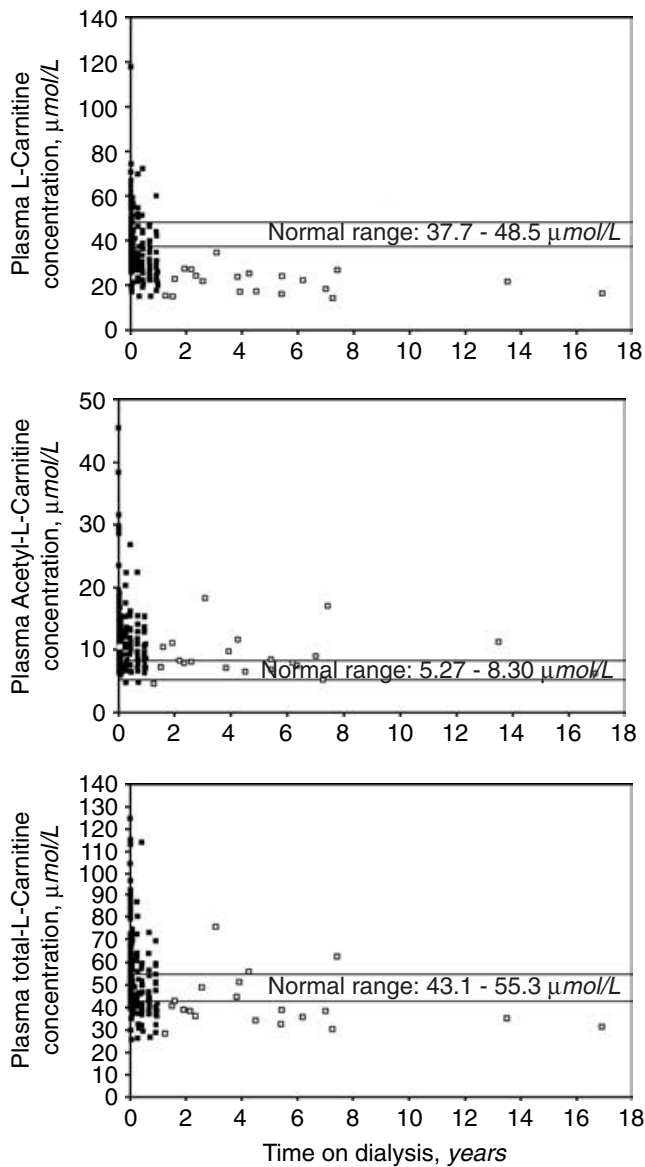 Plasma L-Carnitine
concentration, μmol/L
140
120
100
80
60
40
20
0
Normal range: 37.7 - 48.5 μmol/L
0 2 4 6 8 10 12 14 16 18
Plasma Acetyl-L-Carnitine
concentration, μmol/L
50
40
30
20
10
0
Normal range: 5.27 - 8.30 μmol/L
0 2 4 6 8 10 12 14 16 18
Plasma total-L-Carnitine
concentration, μmol/L
140
130
120
110
100
90
80
70
60
50
40
30
20
10
0
Normal range: 43.1 - 55.3 μmol/L
0 2 4 6 8 10 12 14 16 18
Time on dialysis, years